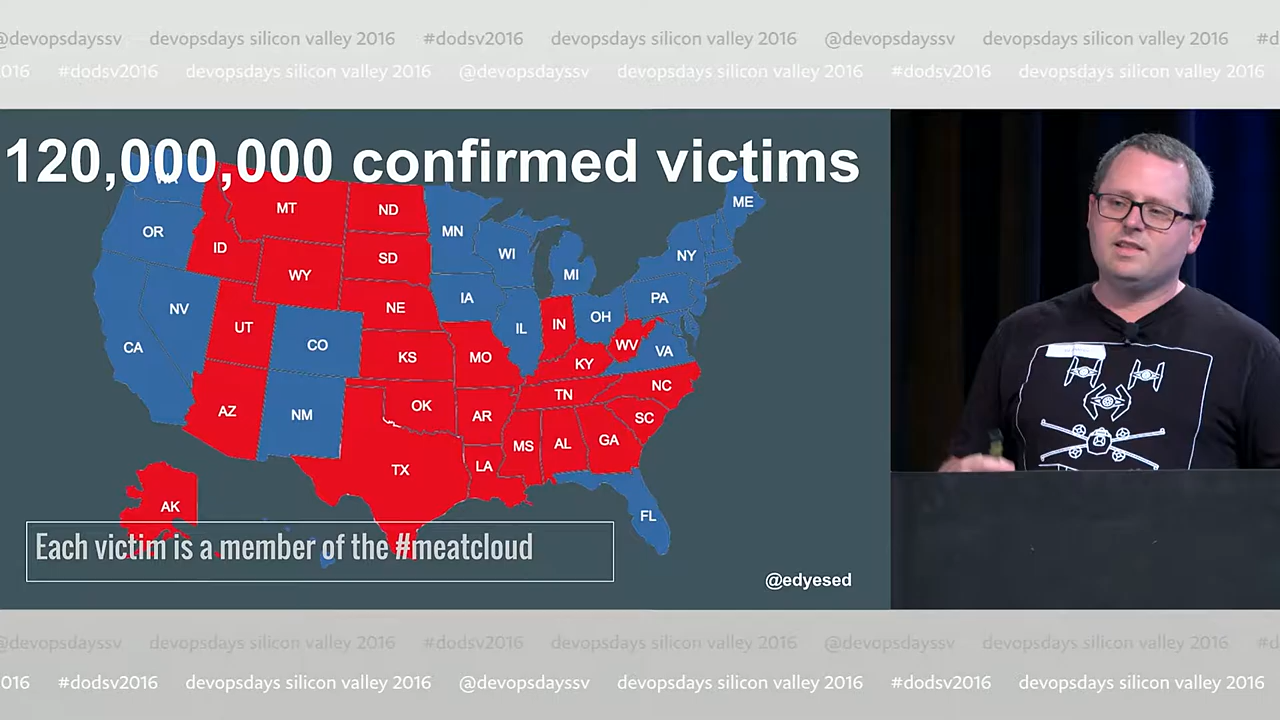 @devopsdayssv devopsdays silicon valley 2016 #dodsv2016 devopsdays silicon valley 2016 @devopsdayssv devopsdays silicon valley 2016 #d
016 #dodsv2016 devopsdays silicon valley 2016 @devopsdayssv devopsdays silicon valley 2016 #dodsv2016 devopsdays silicon valley 2016
120,000,000 confirmed victims
WA MT ND MN ME
OR ID SD WI NY
WY MI
NV NE IA PA
UT CO IL IN OH
CA KS MO WV VA
KY
AZ NM OK AR TN NC
SC
TX MS AL GA
LA
AK FL
Each victim is a member of the #meatcloud
@edyesed
@devopsdayssv devopsdays silicon valley 2016 #dodsv2016 devopsdays silicon valley 2016 @devopsdayssv devopsdays silicon valley 2016 #d
016 #dodsv2016 devopsdays silicon valley 2016 @devopsdayssv devopsdays silicon valley 2016 #dodsv2016 devopsdays silicon valley 2016